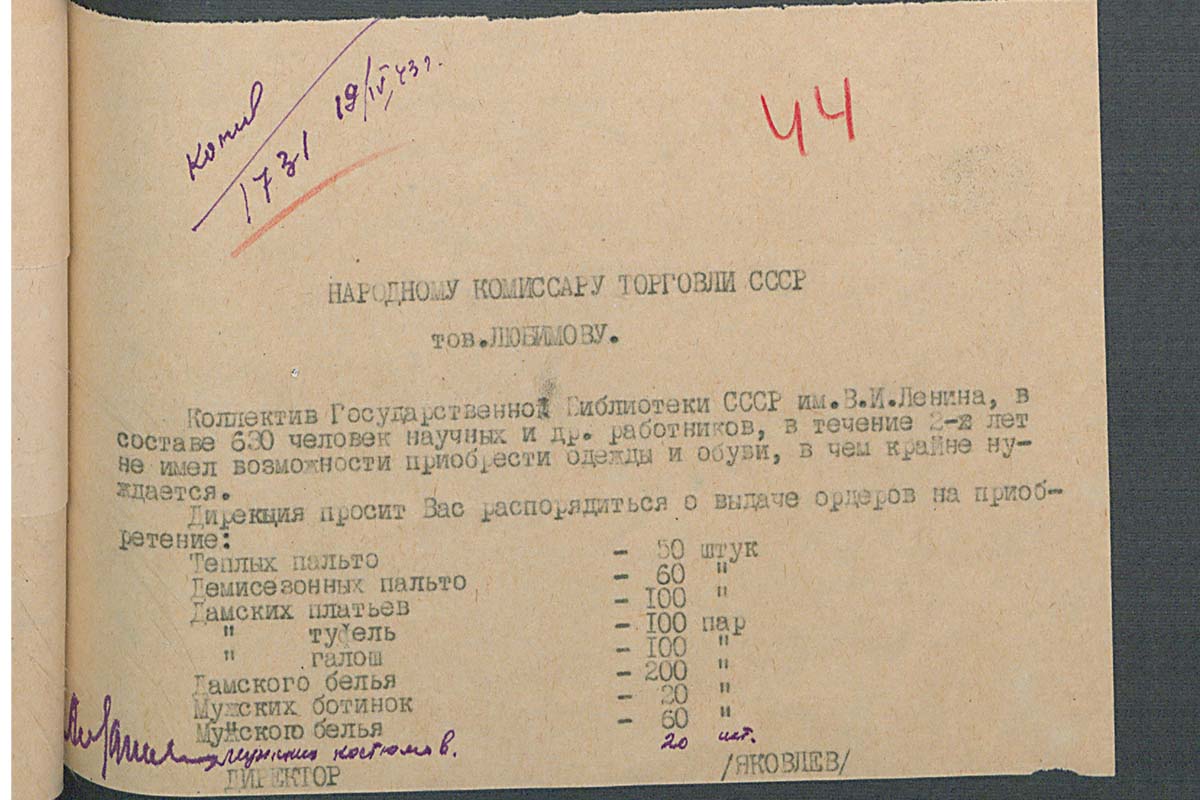 копия
1731 19/IV 43 г.
44
НАРОДНОМУ КОМИССАРУ ТОРГОВЛИ СССР
тов.ЛЮБИМОВУ.
Коллектив Государственной Библиотеки СССР им.В.И.Ленина, в
составе 630 человек научных и др. работников, в течение 2-х лет
не имел возможности приобрести одежды и обуви, в чем крайне ну-
ждается.
Дирекция просит Вас распорядиться о выдаче ордеров на приоб-
ретение:
Теплых пальто - 50 штук
Демисезонных пальто - 60 "
Дамских платьев - 100 "
" туфель - 100 пар
" галош - 100 "
Дамского белья - 200 "
Мужских ботинок - 20 "
Мужского белья - 60 "
мужских костюмов. 20 шт.
ДИРЕКТОР /ЯКОВЛЕВ/